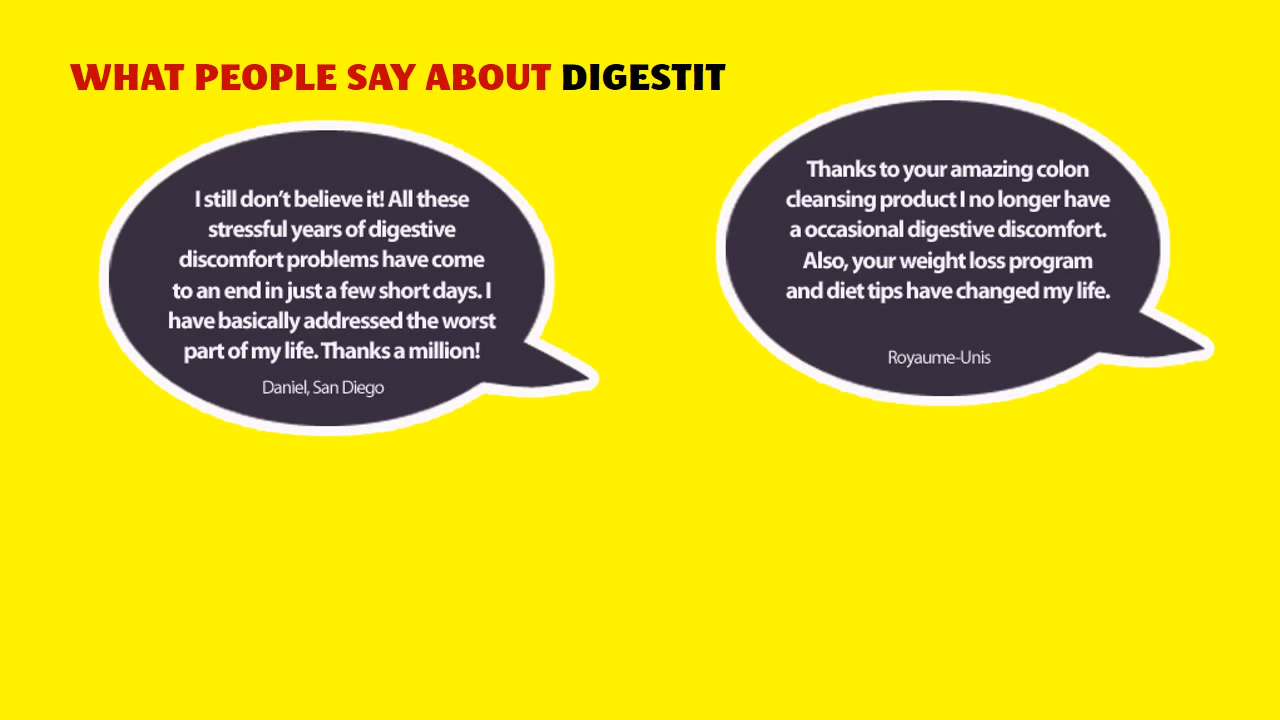 WHAT PEOPLE SAY ABOUT DIGESTIT
I still don't believe it! All these
stressful years of digestive
discomfort problems have come
to an end in just a few short days. I
have basically addressed the worst
part of my life. Thanks a million!
Daniel, San Diego
Thanks to your amazing colon
cleansing product I no longer have
a occasional digestive discomfort.
Also, your weight loss program
and diet tips have changed my life.
Royaume-Unis